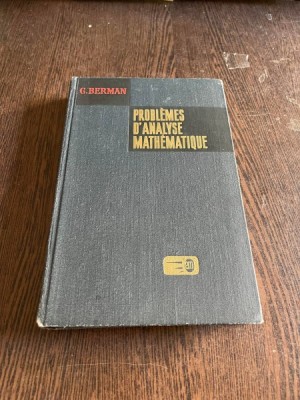 G. BERMAN
PROBLÈMES
D'ANALYSE
MATHÉMATIQUE